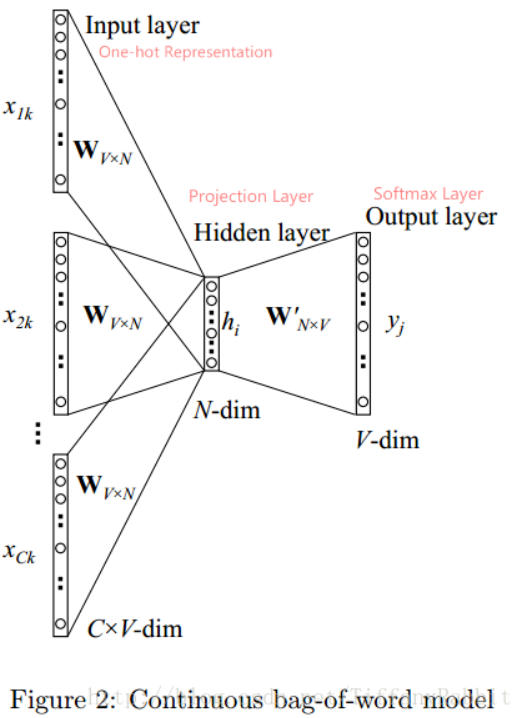 Input layer
One-hot Representation
x1k
WV×N
Projection Layer
Softmax Layer
Output layer
Hidden layer
x2k
WV×N
hi
W'N×V
yj
N-dim
V-dim
WV×N
xCk
C×V-dim
Figure 2: Continuous bag-of-word model